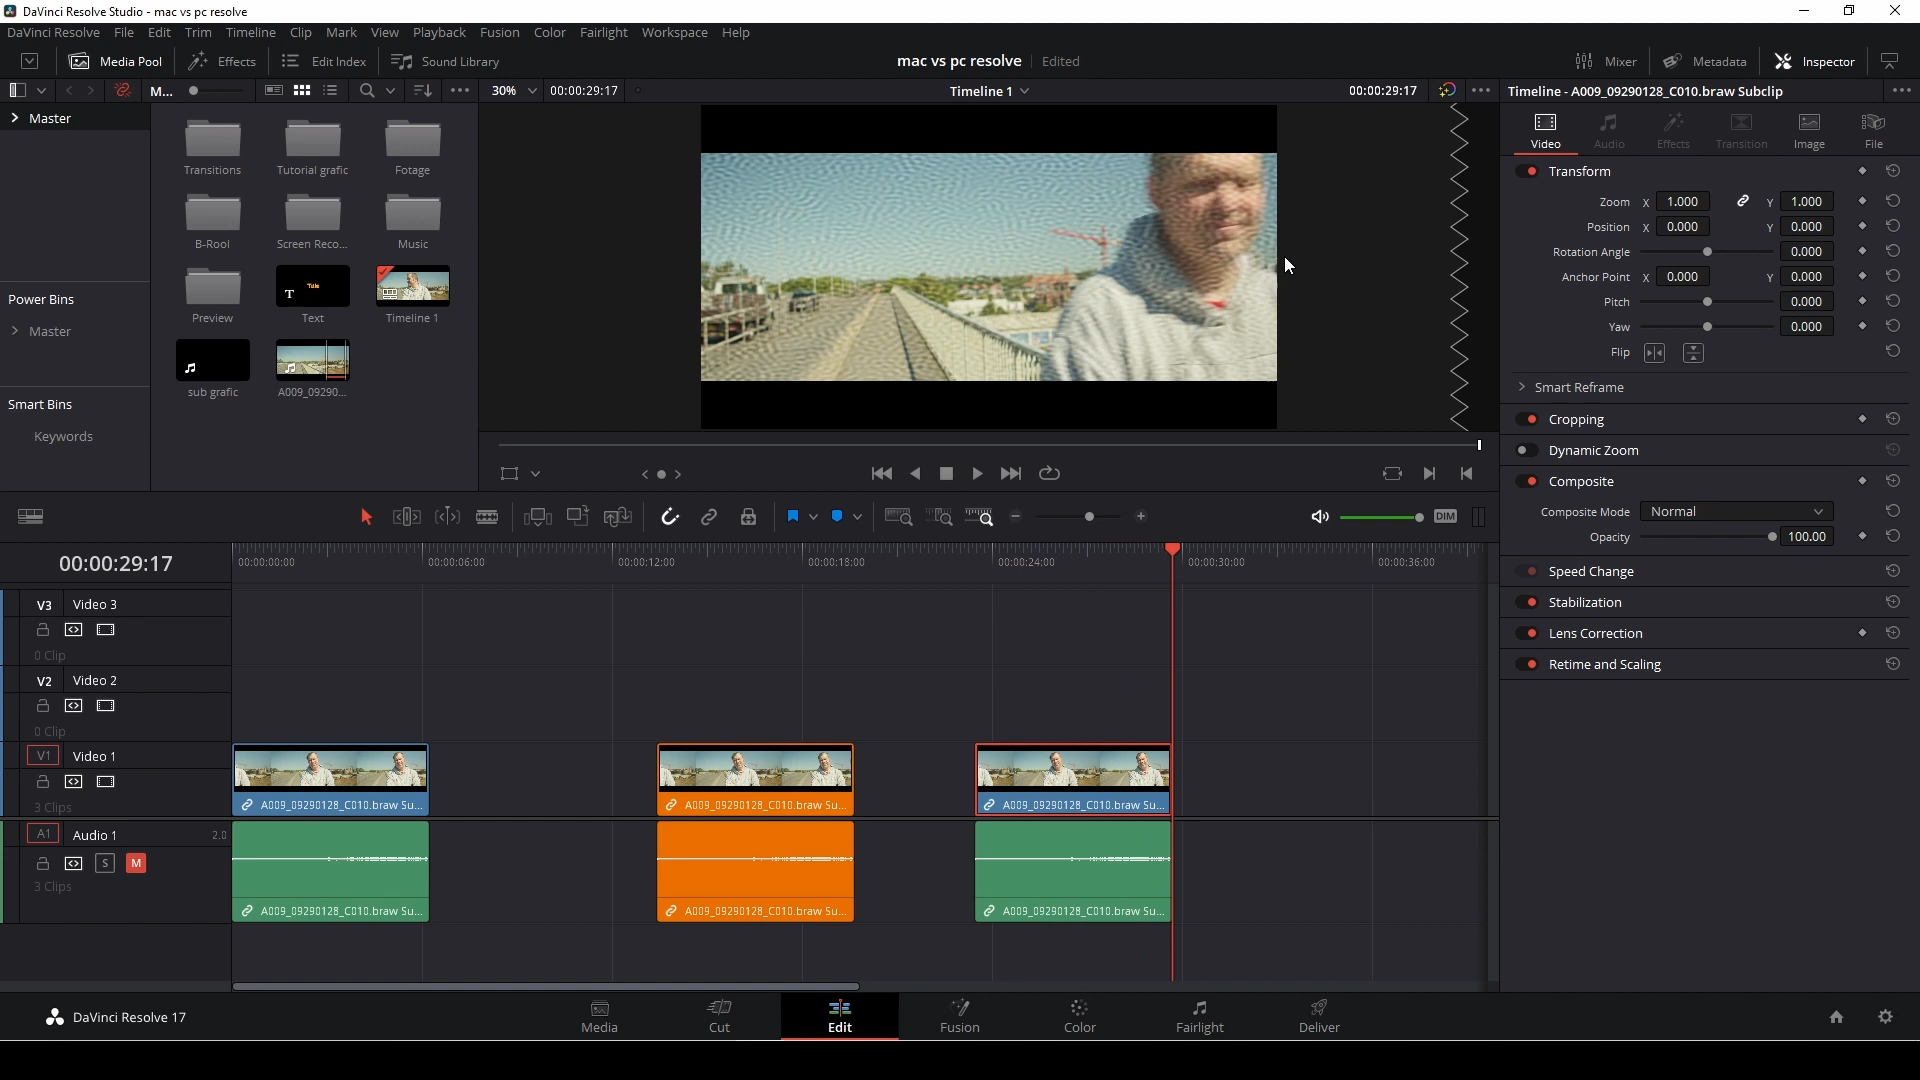 DaVinci Resolve Studio - mac vs pc resolve
DaVinci Resolve File Edit Trim Timeline Clip Mark View Playback Fusion Color Fairlight Workspace Help
Media Pool Effects Edit Index Sound Library mac vs pc resolve Edited Mixer Metadata Inspector
M... 30% 00:00:29:17 Timeline 1 00:00:29:17 Timeline - A009_09290128_C010.braw Subclip
Master
Power Bins
Master
Smart Bins
Keywords
Transitions Tutorial grafic Fotage
B-Rool Screen Reco... Music
T Title
Preview Text Timeline 1
sub grafic A009_09290...
Video Audio Effects Transition Image File
Transform
Zoom X 1.000 Y 1.000
Position X 0.000 Y 0.000
Rotation Angle 0.000
Anchor Point X 0.000 Y 0.000
Pitch 0.000
Yaw 0.000
Flip
Smart Reframe
Cropping
Dynamic Zoom
Composite
Composite Mode Normal
Opacity 100.00
Speed Change
Stabilization
Lens Correction
Retime and Scaling
DIM
00:00:29:17
00:00:00:00 00:00:06:00 00:00:12:00 00:00:18:00 00:00:24:00 00:00:30:00 00:00:36:00
V3 Video 3
0 Clip
V2 Video 2
0 Clip
V1 Video 1
3 Clips
A009_09290128_C010.braw Su... A009_09290128_C010.braw Su... A009_09290128_C010.braw Su...
A1 Audio 1 2.0
S M
3 Clips
A009_09290128_C010.braw Su... A009_09290128_C010.braw Su... A009_09290128_C010.braw Su...
DaVinci Resolve 17
Media Cut Edit Fusion Color Fairlight Deliver